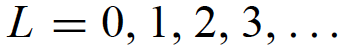 L = 0, 1, 2, 3, . . .